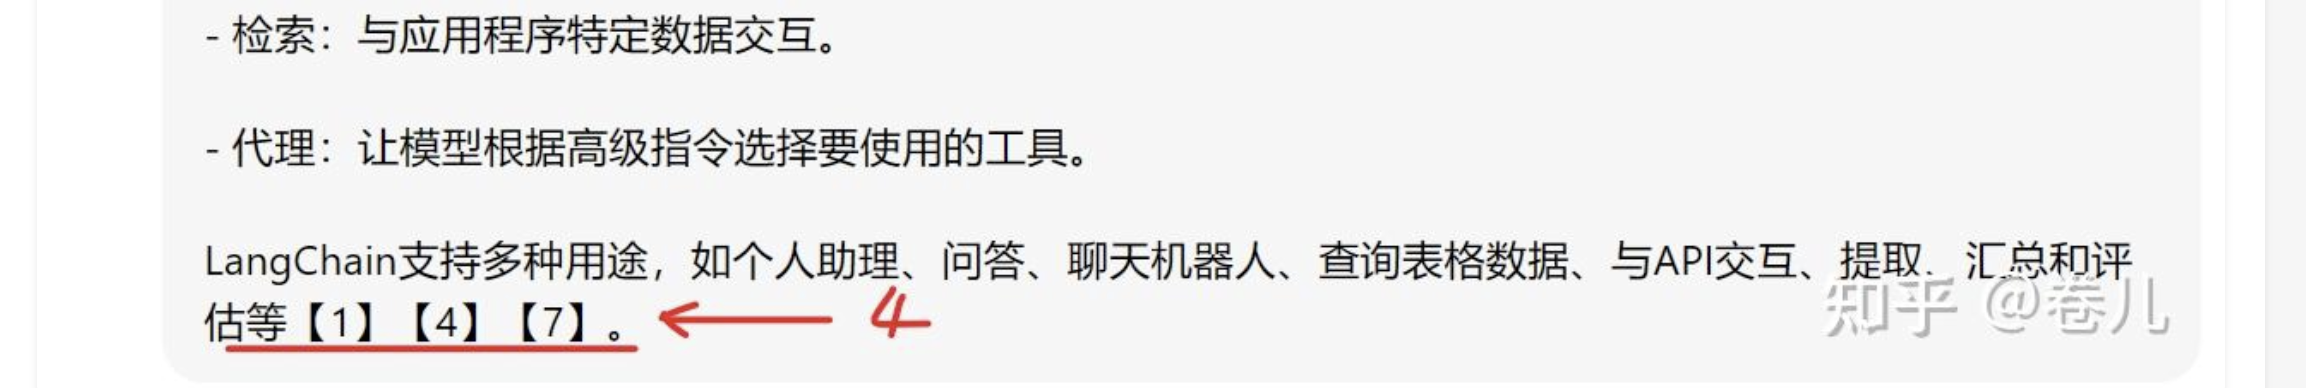 - 检索：与应用程序特定数据交互。
- 代理：让模型根据高级指令选择要使用的工具。
LangChain支持多种用途，如个人助理、问答、聊天机器人、查询表格数据、与API交互、提取、汇总和评
估等【1】【4】【7】。
4
知乎 @卷儿